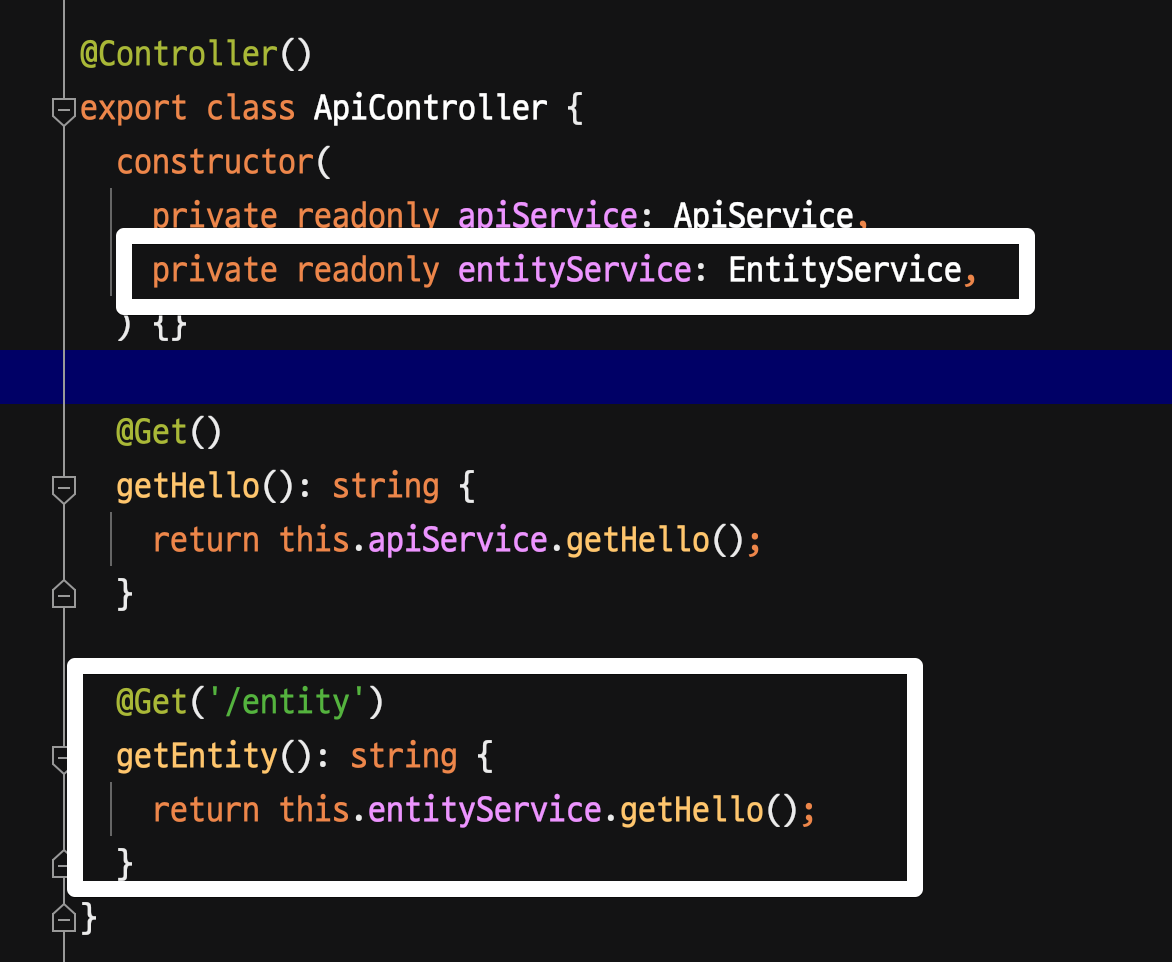 @Controller()
export class ApiController {
constructor(
private readonly apiService: ApiService,
private readonly entityService: EntityService,
) {}
@Get()
getHello(): string {
return this.apiService.getHello();
}
@Get('/entity')
getEntity(): string {
return this.entityService.getHello();
}
}